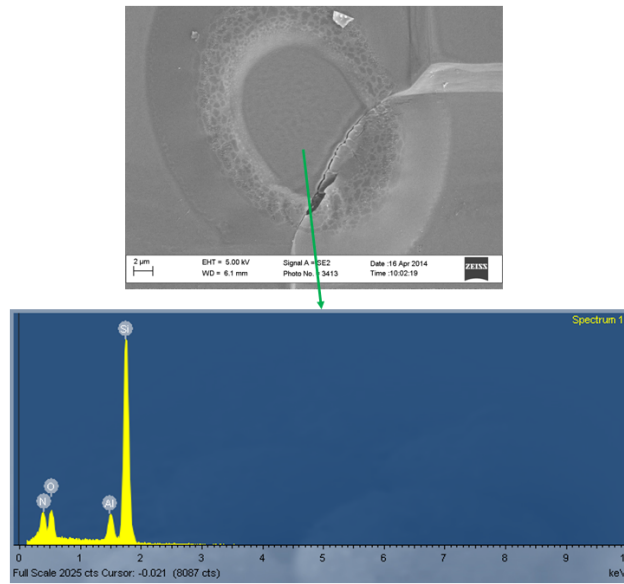 2 µm
EHT = 5.00 kV
Signal A = SE2
Date :16 Apr 2014
WD = 6.1 mm
Photo No. = 3413
Time :10:02:19
ZEISS
Spectrum 1
Si
O
N
Al
0 1 2 3 4 5 6 7 8 9 1
Full Scale 2025 cts Cursor: -0.021 (8087 cts) keV